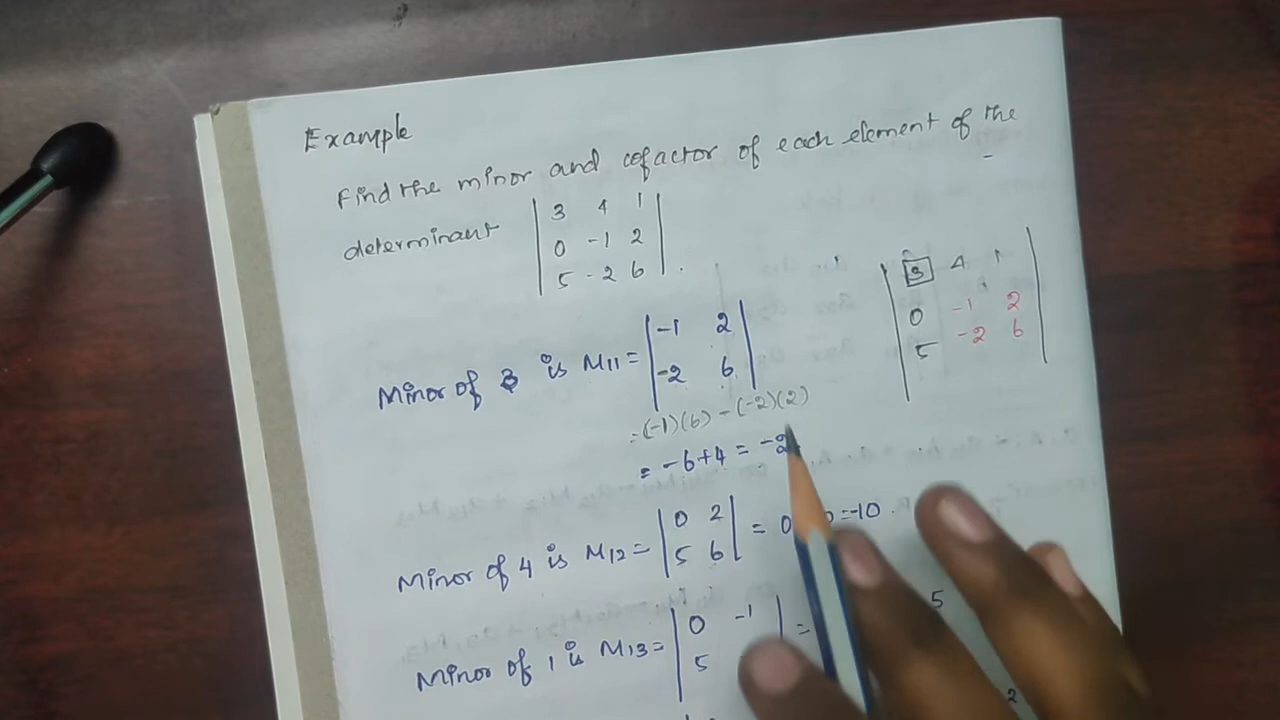 Example
Find the minor and cofactor of each element of the
determinant | 3 4 1 |
| 0 -1 2 |
| 5 -2 6 | .
| 3 4 1 |
| 0 -1 2 |
| 5 -2 6 |
Minor of 3 is M11 = | -1 2 |
| -2 6 |
= (-1)(6) - (-2)(2)
= -6+4 = -2
Minor of 4 is M12 = | 0 2 | = 0 =-10 .
| 5 6 |
Minor of 1 is M13 = | 0 -1 | = 5
| 5
2